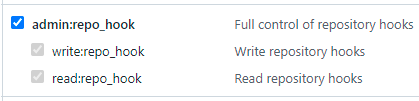 admin:repo_hook Full control of repository hooks
write:repo_hook Write repository hooks
read:repo_hook Read repository hooks